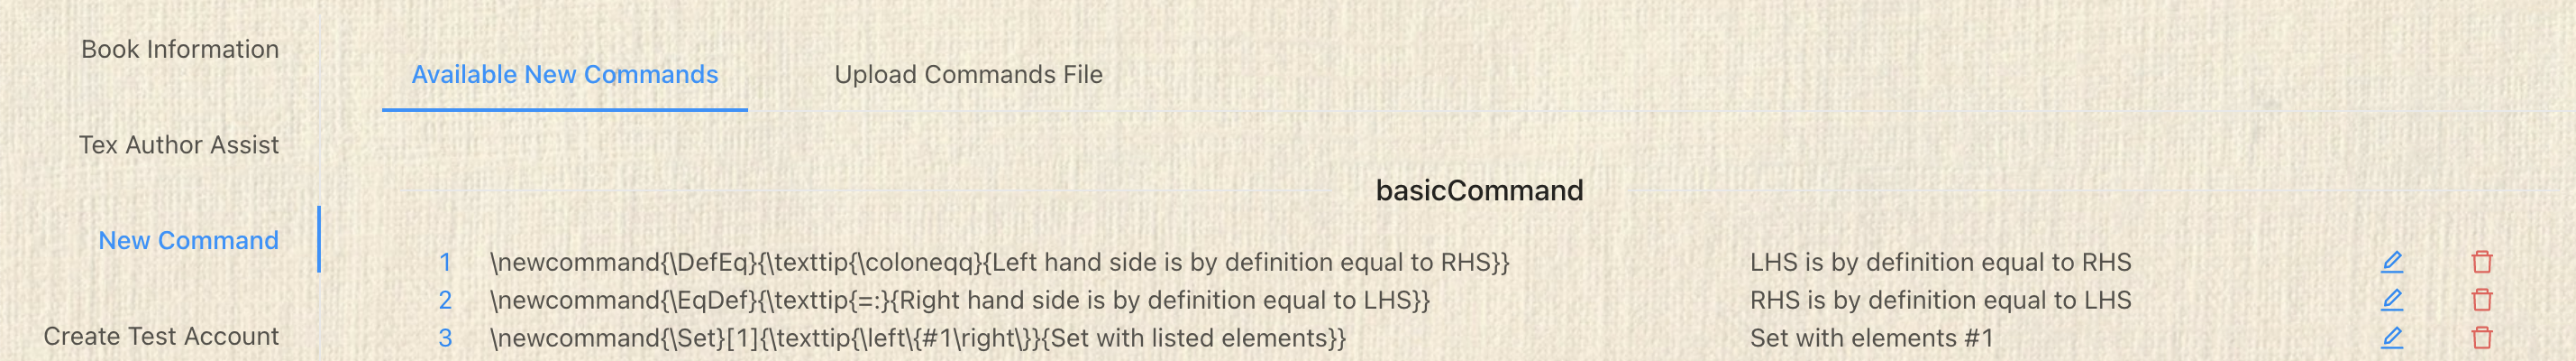 Book Information
Available New Commands
Upload Commands File
Tex Author Assist
basicCommand
New Command
1 \newcommand{\DefEq}{\texttip{\coloneqq}{Left hand side is by definition equal to RHS}} LHS is by definition equal to RHS
2 \newcommand{\EqDef}{\texttip{=:}{Right hand side is by definition equal to LHS}} RHS is by definition equal to LHS
3 \newcommand{\Set}[1]{\texttip{\left\{#1\right\}}{Set with listed elements}} Set with elements #1
Create Test Account